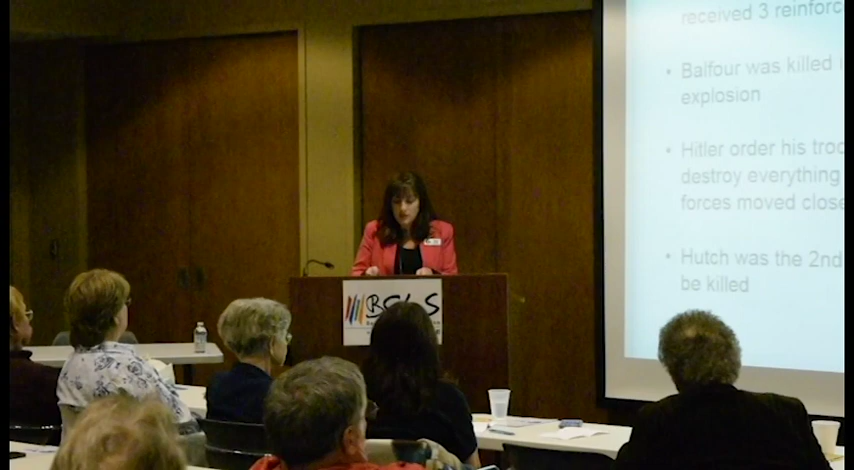 received 3 reinforc
• Balfour was killed i
explosion
• Hitler order his troo
destroy everything
forces moved close
• Hutch was the 2nd
be killed
BCLS